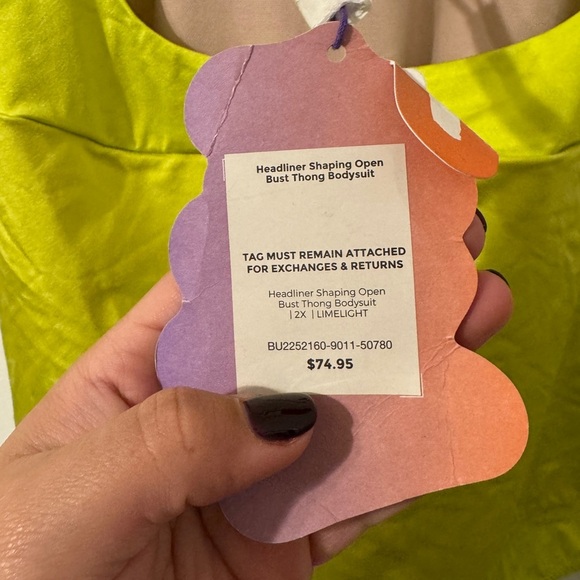 Headliner Shaping Open
Bust Thong Bodysuit
TAG MUST REMAIN ATTACHED
FOR EXCHANGES & RETURNS
Headliner Shaping Open
Bust Thong Bodysuit
| 2X | LIMELIGHT
BU2252160-9011-50780
$74.95